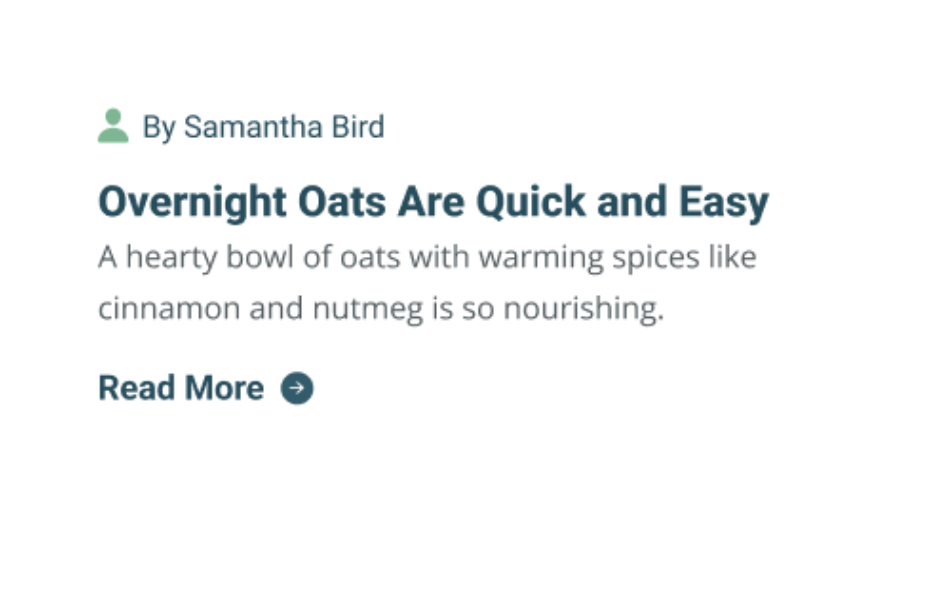 By Samantha Bird
Overnight Oats Are Quick and Easy
A hearty bowl of oats with warming spices like
cinnamon and nutmeg is so nourishing.
Read More